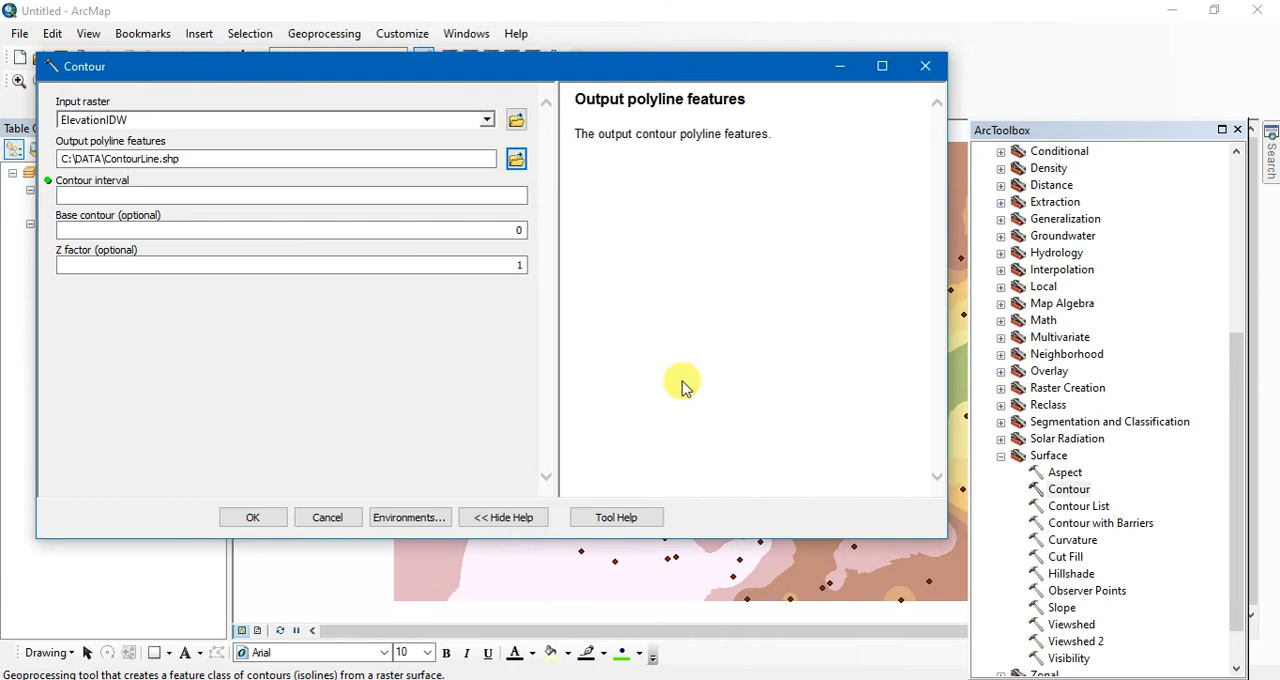 Untitled - ArcMap
File Edit View Bookmarks Insert Selection Geoprocessing Customize Windows Help
Contour
Input raster
ElevationIDW
Output polyline features
C:\DATA\ContourLine.shp
Contour interval
Base contour (optional)
0
Z factor (optional)
1
Output polyline features
The output contour polyline features.
OK Cancel Environments... << Hide Help Tool Help
Table
ArcToolbox
Search
Conditional
Density
Distance
Extraction
Generalization
Groundwater
Hydrology
Interpolation
Local
Map Algebra
Math
Multivariate
Neighborhood
Overlay
Raster Creation
Reclass
Segmentation and Classification
Solar Radiation
Surface
Aspect
Contour
Contour List
Contour with Barriers
Curvature
Cut Fill
Hillshade
Observer Points
Slope
Viewshed
Viewshed 2
Visibility
Zonal
Drawing Arial 10 B I U A
Geoprocessing tool that creates a feature class of contours (isolines) from a raster surface.